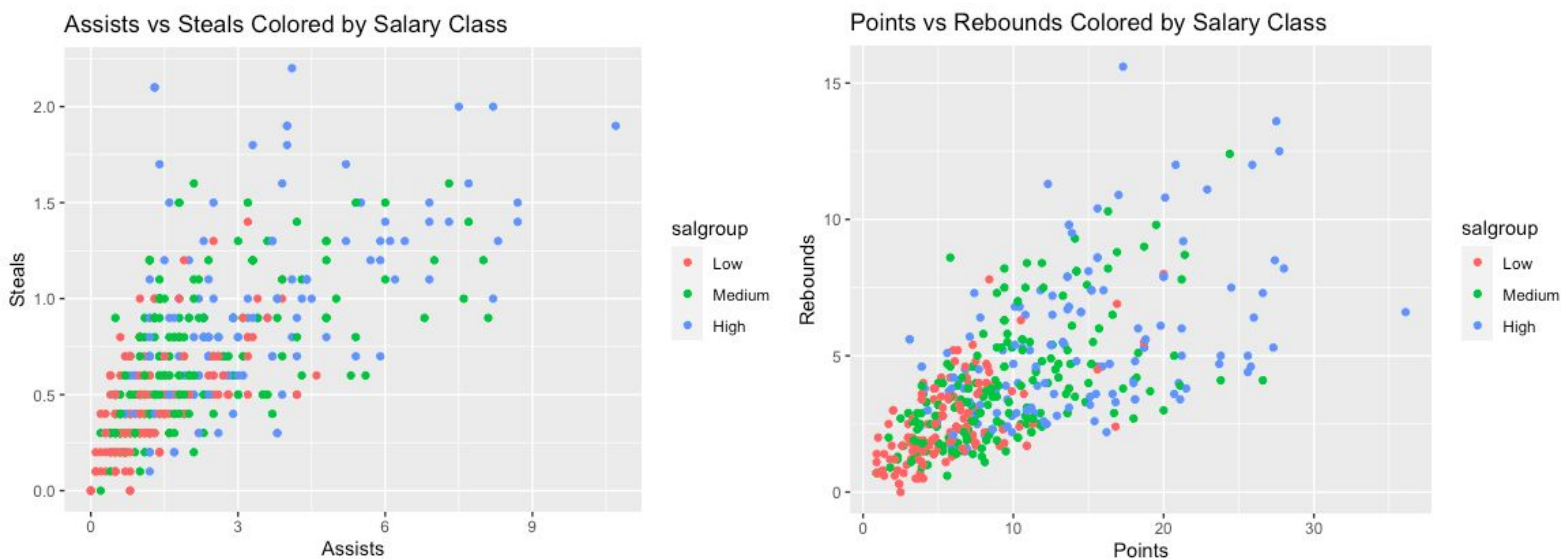 Assists vs Steals Colored by Salary Class
2.0
1.5
1.0
0.5
0.0
Steals
0
3
6
9
Assists
salgroup
Low
Medium
High
Points vs Rebounds Colored by Salary Class
15
10
5
0
Rebounds
0
10
20
30
Points
salgroup
Low
Medium
High